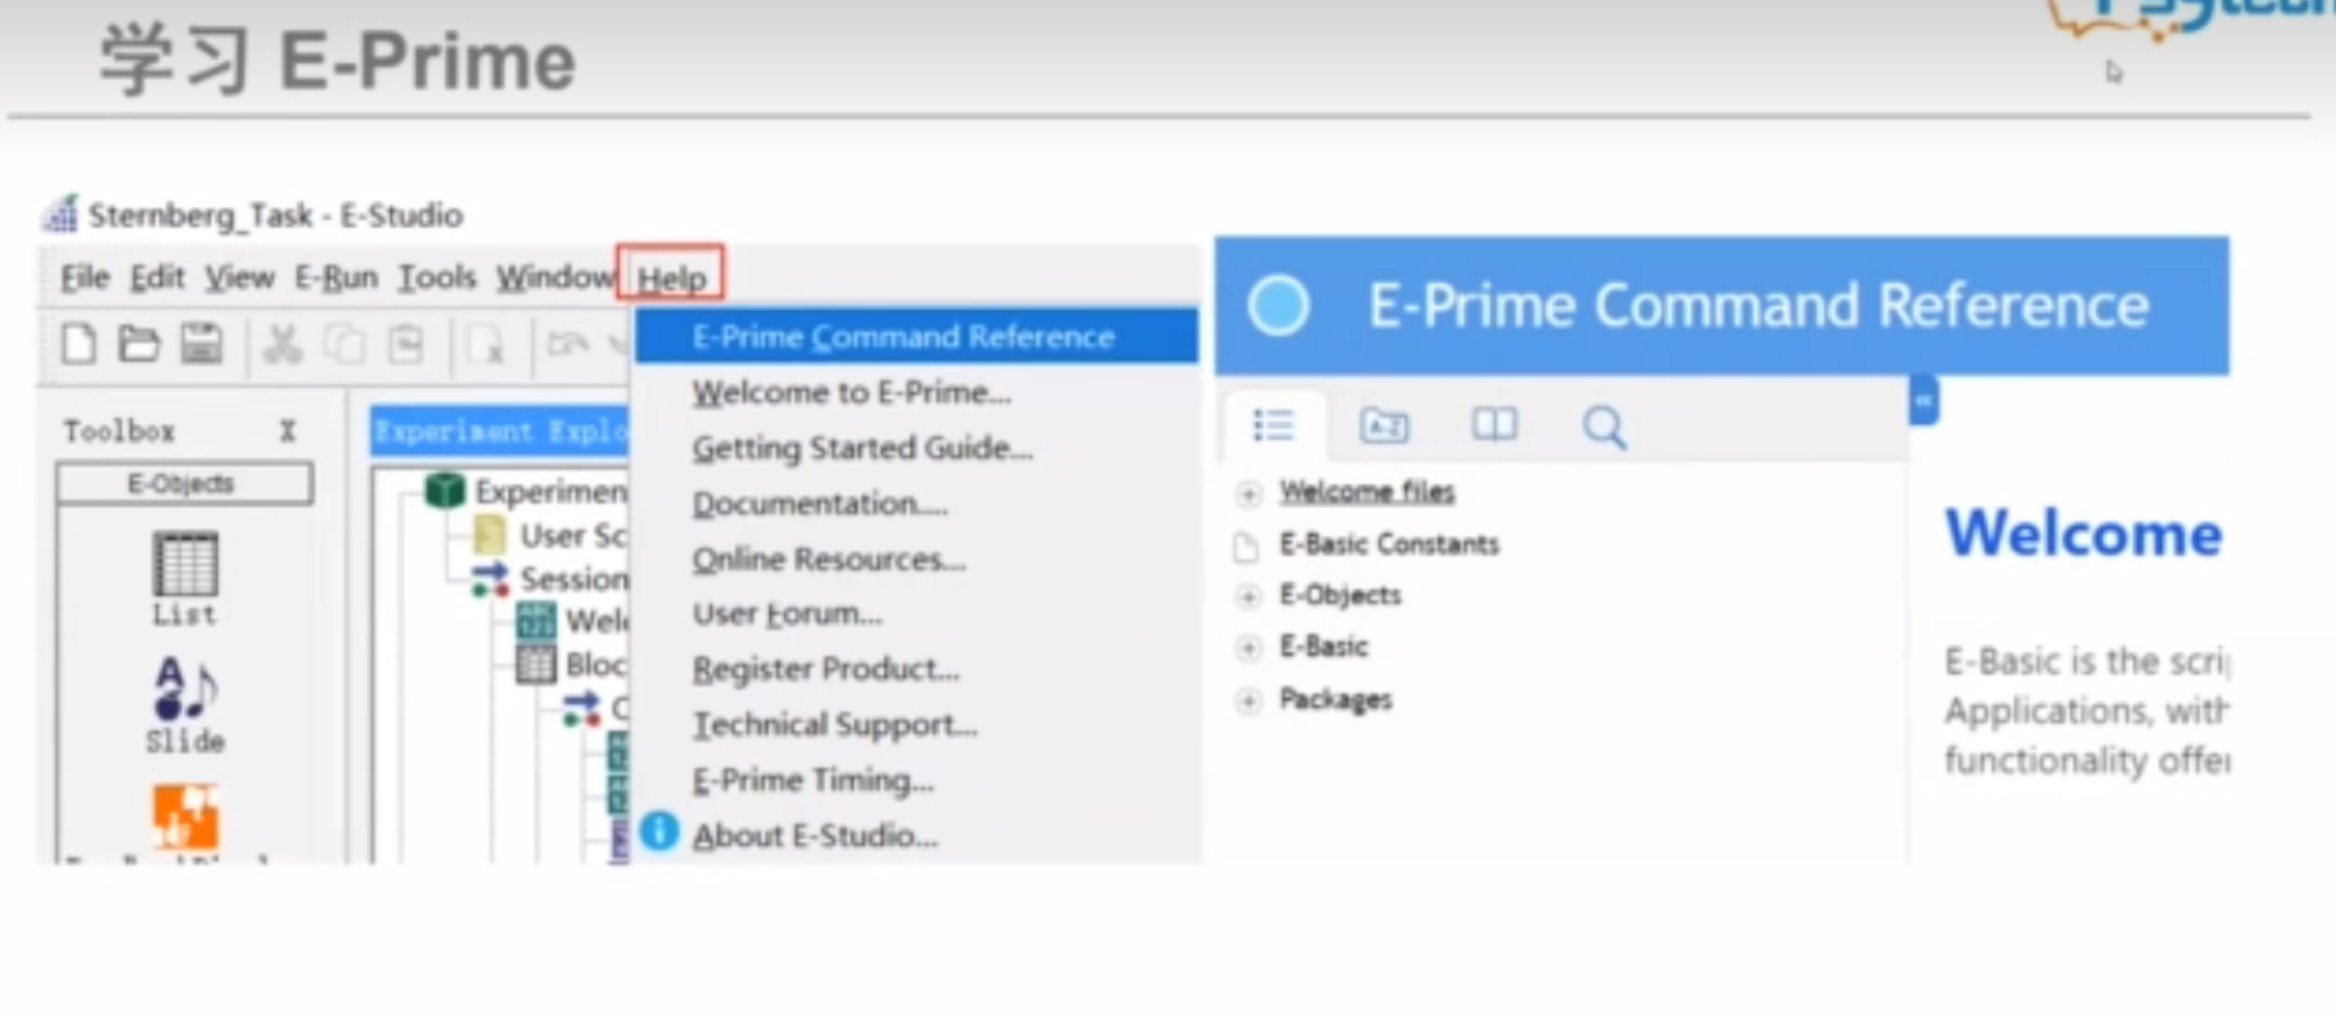 学习 E-Prime
Sternberg_Task - E-Studio
File Edit View E-Run Tools Window Help
E-Prime Command Reference
Welcome to E-Prime...
Getting Started Guide...
Documentation....
Online Resources...
User Forum...
Register Product...
Technical Support...
E-Prime Timing...
About E-Studio...
Toolbox X
E-Objects
List
Slide
Experiment Explo
Experimen
User Sc
Session
Welc
Bloc
C
E-Prime Command Reference
A-Z
Welcome files
E-Basic Constants
E-Objects
E-Basic
Packages
Welcome
E-Basic is the scri
Applications, with
functionality offer